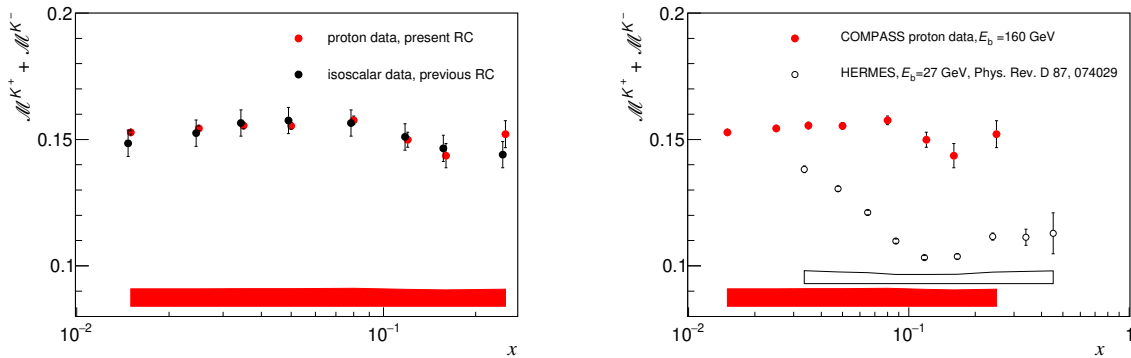 0.2
0.15
0.1
ℳ^{K⁺} + ℳ^{K⁻}
proton data, present RC
isoscalar data, previous RC
10⁻²
10⁻¹
x
0.2
0.15
0.1
ℳ^{K⁺} + ℳ^{K⁻}
COMPASS proton data, E_b =160 GeV
HERMES, E_b=27 GeV, Phys. Rev. D 87, 074029
10⁻²
10⁻¹
1
x